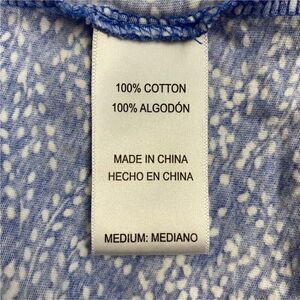 100% COTTON
100% ALGODÓN
MADE IN CHINA
HECHO EN CHINA
MEDIUM: MEDIANO